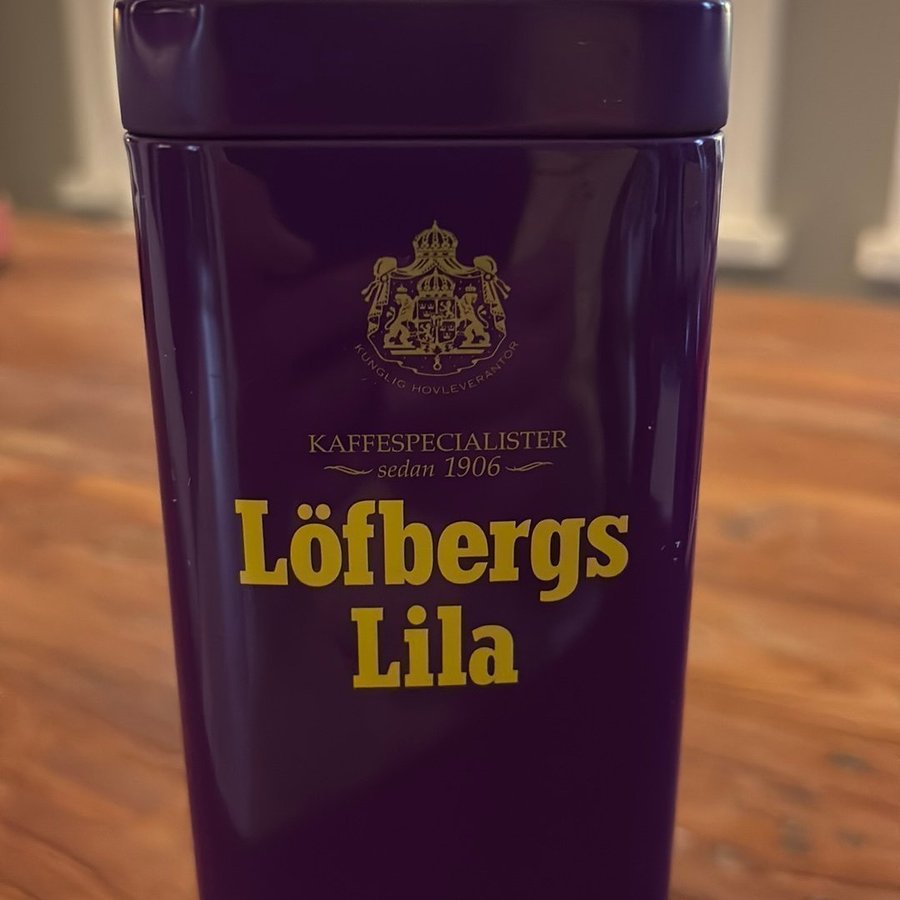 KUNGLIG HOVLEVERANTÖR
KAFFESPECIALISTER
sedan 1906
Löfbergs
Lila